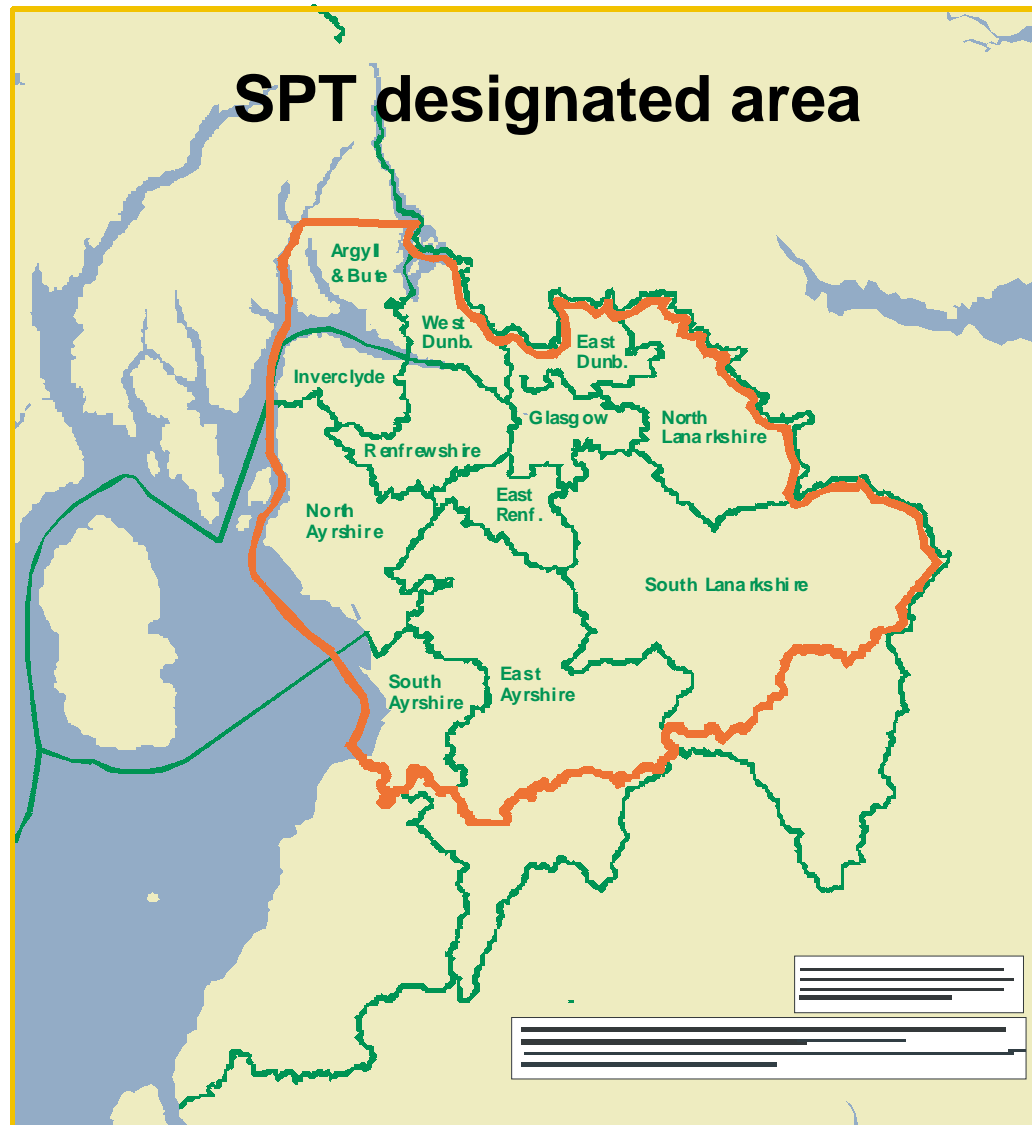 SPT designated area
Argyll
& Bute
West
Dunb.
East
Dunb.
Inverclyde
Glasgow
North
Lanarkshire
Renfrewshire
East
Renf.
North
Ayrshire
South Lanarkshire
South
Ayrshire
East
Ayrshire